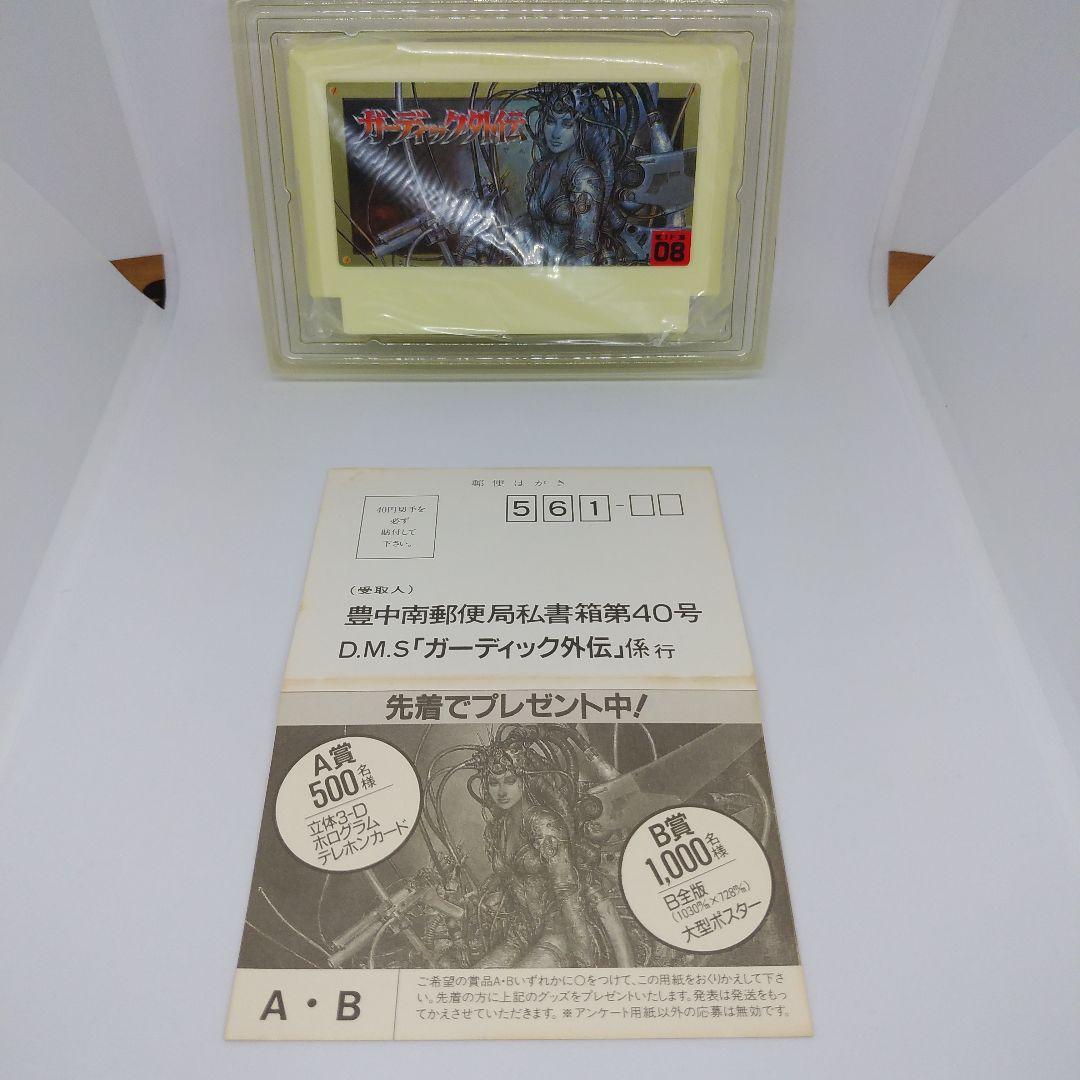 ガーディック外伝
08
郵便はがき
40円切手を
必ず
貼付して
下さい。
561-
(受取人)
豊中南郵便局私書箱第40号
D.M.S「ガーディック外伝」係行
先着でプレゼント中!
A賞
500名様
立体3-D
ホログラム
テレホンカード
B賞
1,000名様
B全版
(1030㎜×728㎜)
大型ポスター
A・B
ご希望の賞品A・Bいずれかに○をつけて、この用紙をおくりかえして下さ
い。先着の方に上記のグッズをプレゼントいたします。発表は発送をもっ
てかえさせていただきます。※アンケート用紙以外の応募は無効です。